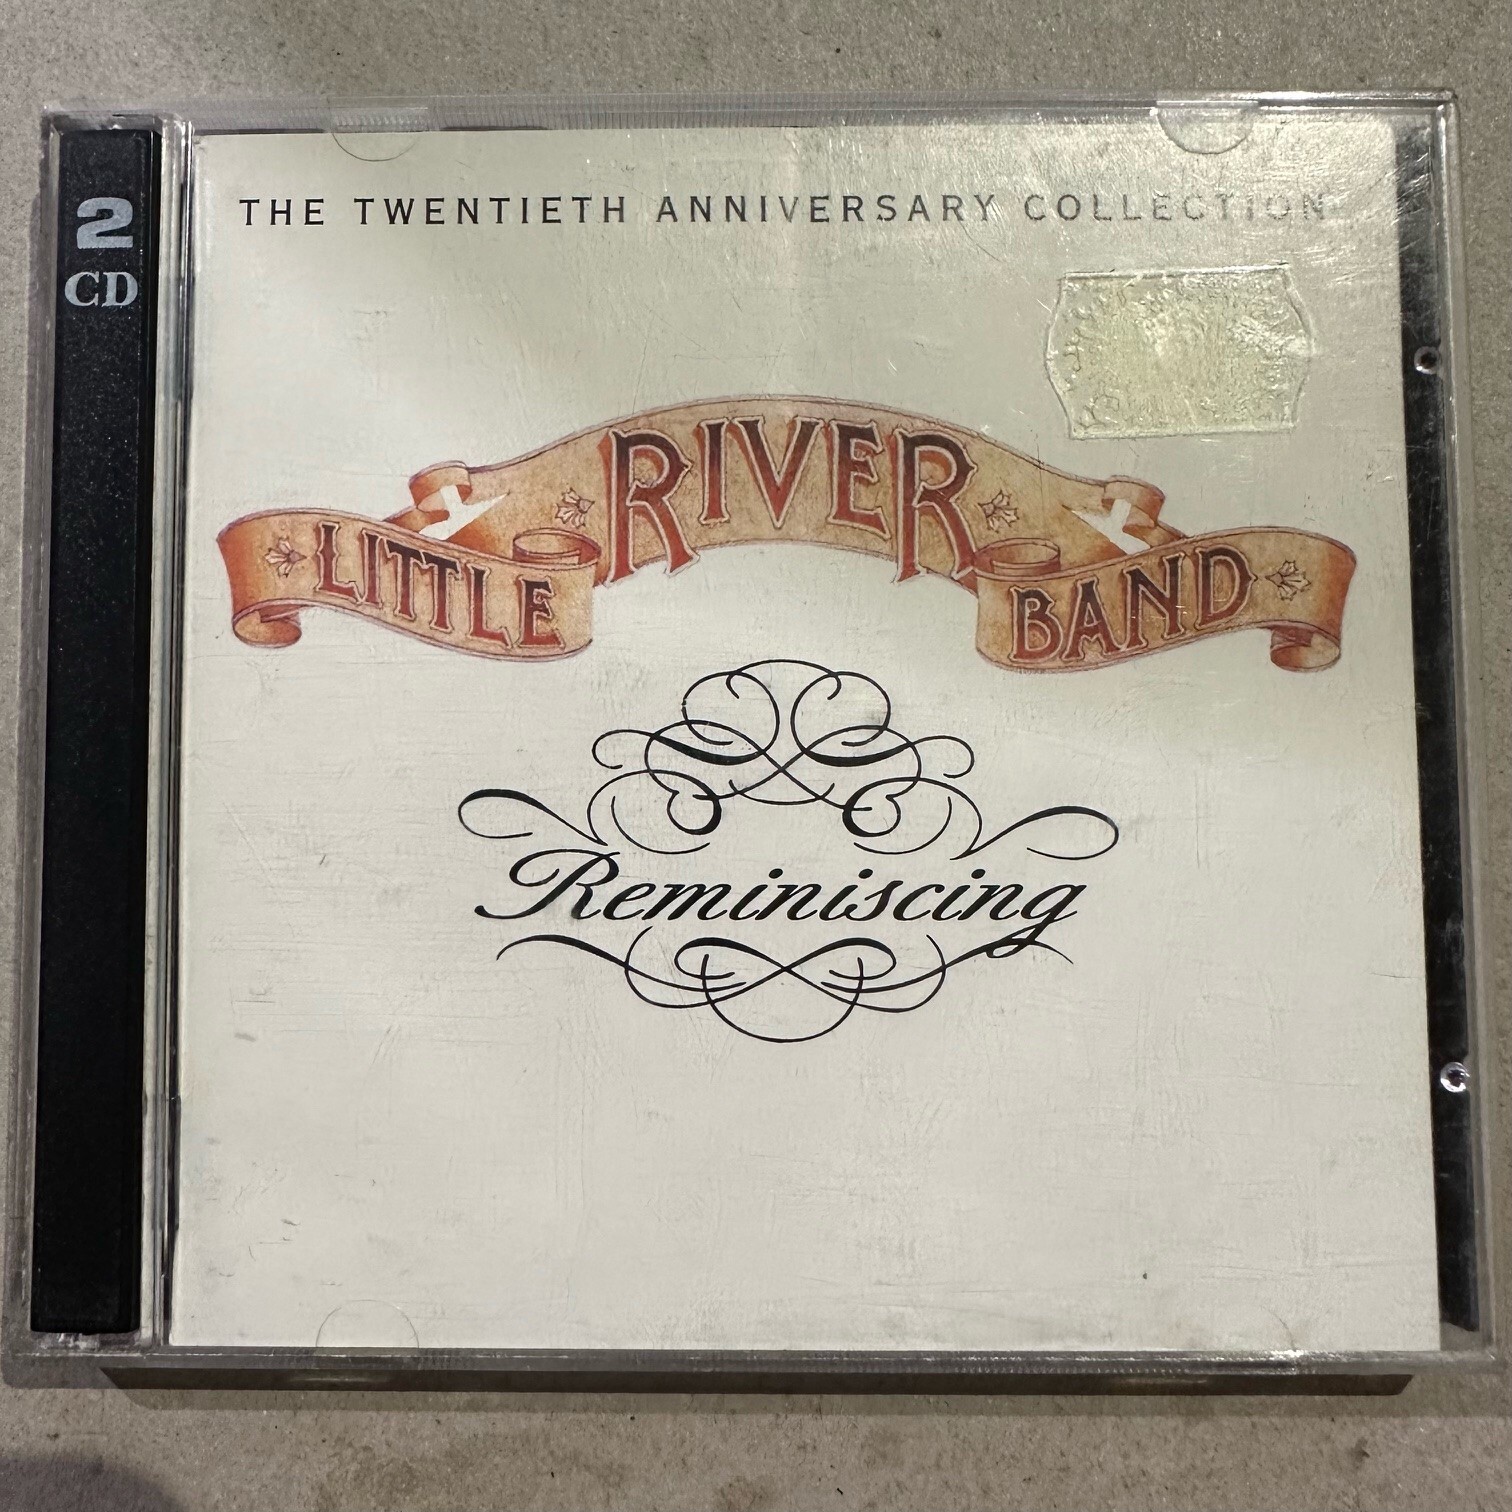 2
CD
THE TWENTIETH ANNIVERSARY COLLECTION
LITTLE RIVER BAND
Reminiscing